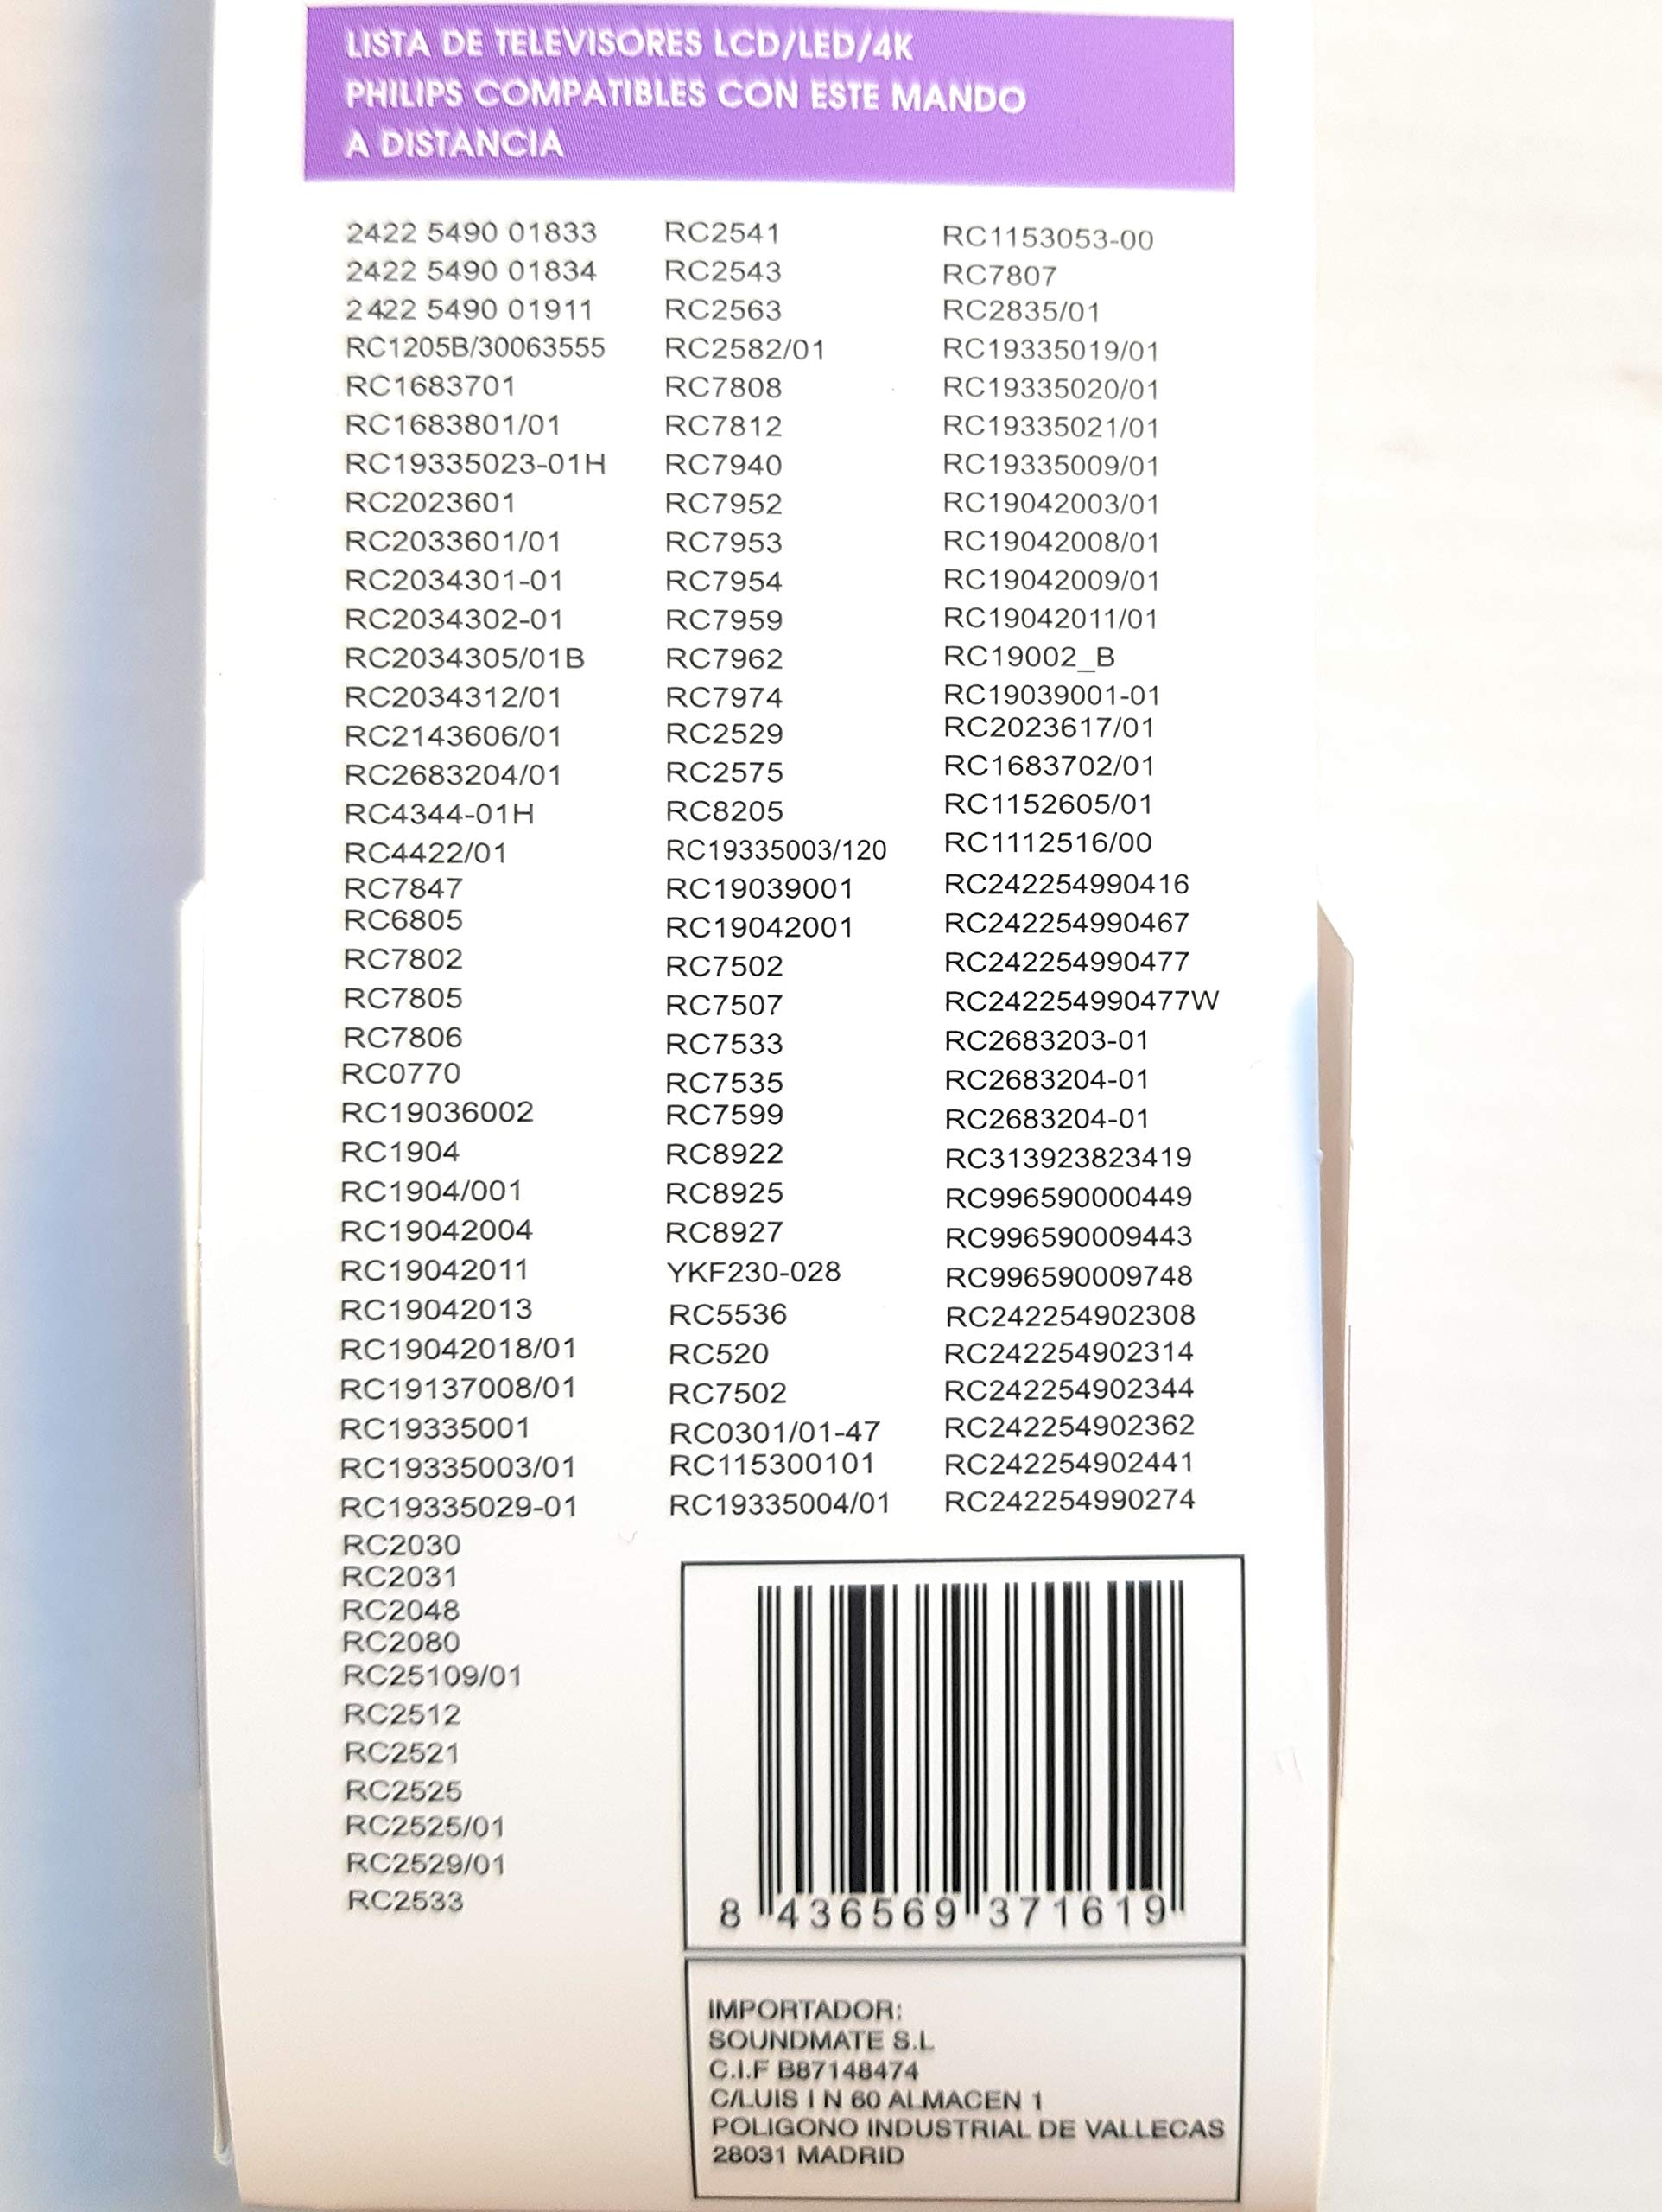 LISTA DE TELEVISORES LCD/LED/4K
PHILIPS COMPATIBLES CON ESTE MANDO
A DISTANCIA
2422 5490 01833
2422 5490 01834
2422 5490 01911
RC1205B/30063555
RC1683701
RC1683801/01
RC19335023-01H
RC2023601
RC2033601/01
RC2034301-01
RC2034302-01
RC2034305/01B
RC2034312/01
RC2143606/01
RC2683204/01
RC4344-01H
RC4422/01
RC7847
RC6805
RC7802
RC7805
RC7806
RC0770
RC19036002
RC1904
RC1904/001
RC19042004
RC19042011
RC19042013
RC19042018/01
RC19137008/01
RC19335001
RC19335003/01
RC19335029-01
RC2030
RC2031
RC2048
RC2080
RC25109/01
RC2512
RC2521
RC2525
RC2525/01
RC2529/01
RC2533
RC2541
RC2543
RC2563
RC2582/01
RC7808
RC7812
RC7940
RC7952
RC7953
RC7954
RC7959
RC7962
RC7974
RC2529
RC2575
RC8205
RC19335003/120
RC19039001
RC19042001
RC7502
RC7507
RC7533
RC7535
RC7599
RC8922
RC8925
RC8927
YKF230-028
RC5536
RC520
RC7502
RC0301/01-47
RC115300101
RC19335004/01
RC1153053-00
RC7807
RC2835/01
RC19335019/01
RC19335020/01
RC19335021/01
RC19335009/01
RC19042003/01
RC19042008/01
RC19042009/01
RC19042011/01
RC19002_B
RC19039001-01
RC2023617/01
RC1683702/01
RC1152605/01
RC1112516/00
RC242254990416
RC242254990467
RC242254990477
RC242254990477W
RC2683203-01
RC2683204-01
RC2683204-01
RC313923823419
RC996590000449
RC996590009443
RC996590009748
RC242254902308
RC242254902314
RC242254902344
RC242254902362
RC242254902441
RC242254990274
8 436569 371619
IMPORTADOR:
SOUNDMATE S.L
C.I.F B87148474
C/LUIS I N 60 ALMACEN 1
POLIGONO INDUSTRIAL DE VALLECAS
28031 MADRID